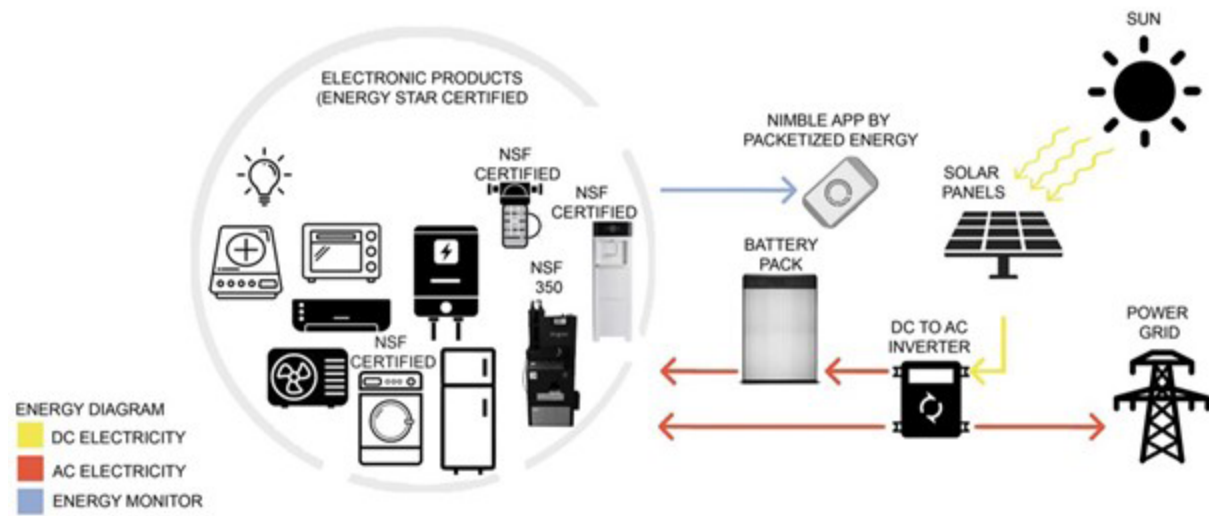 ELECTRONIC PRODUCTS
(ENERGY STAR CERTIFIED
NSF
CERTIFIED
NSF
CERTIFIED
NSF
350
NSF
CERTIFIED
NIMBLE APP BY
PACKETIZED ENERGY
BATTERY
PACK
SUN
SOLAR
PANELS
DC TO AC
INVERTER
POWER
GRID
ENERGY DIAGRAM
DC ELECTRICITY
AC ELECTRICITY
ENERGY MONITOR